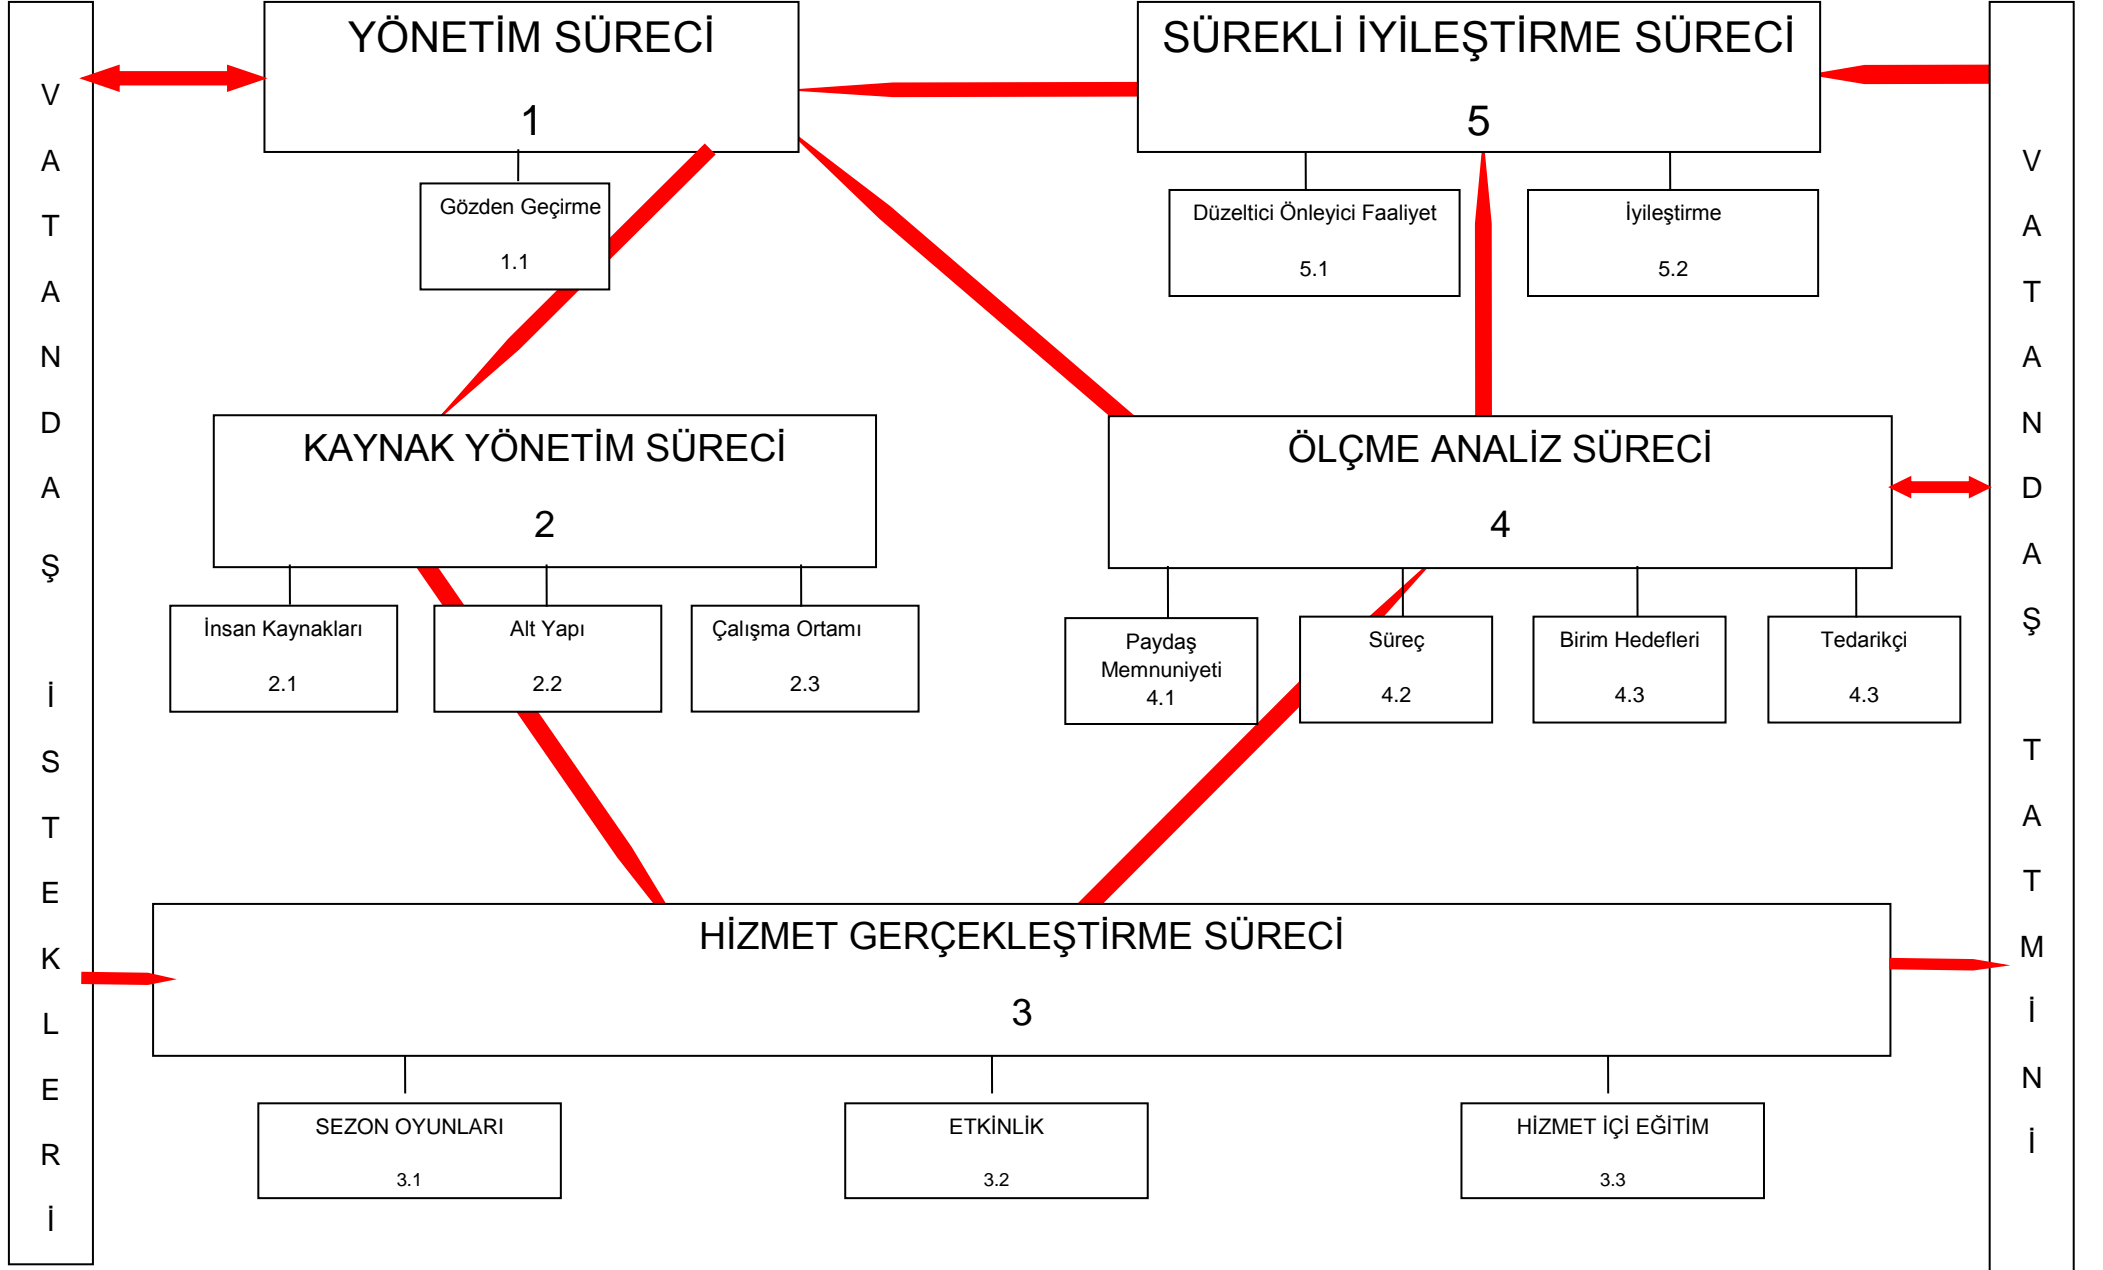 VATANDAŞ İSTEKLERİ
YÖNETİM SÜRECİ
1
Gözden Geçirme
1.1
SÜREKLİ İYİLEŞTİRME SÜRECİ
5
Düzeltici Önleyici Faaliyet
5.1
İyileştirme
5.2
KAYNAK YÖNETİM SÜRECİ
2
İnsan Kaynakları
2.1
Alt Yapı
2.2
Çalışma Ortamı
2.3
ÖLÇME ANALİZ SÜRECİ
4
Paydaş
Memnuniyeti
4.1
Süreç
4.2
Birim Hedefleri
4.3
Tedarikçi
4.3
HİZMET GERÇEKLEŞTİRME SÜRECİ
3
SEZON OYUNLARI
3.1
ETKİNLİK
3.2
HİZMET İÇİ EĞİTİM
3.3
VATANDAŞ TATMİNİ